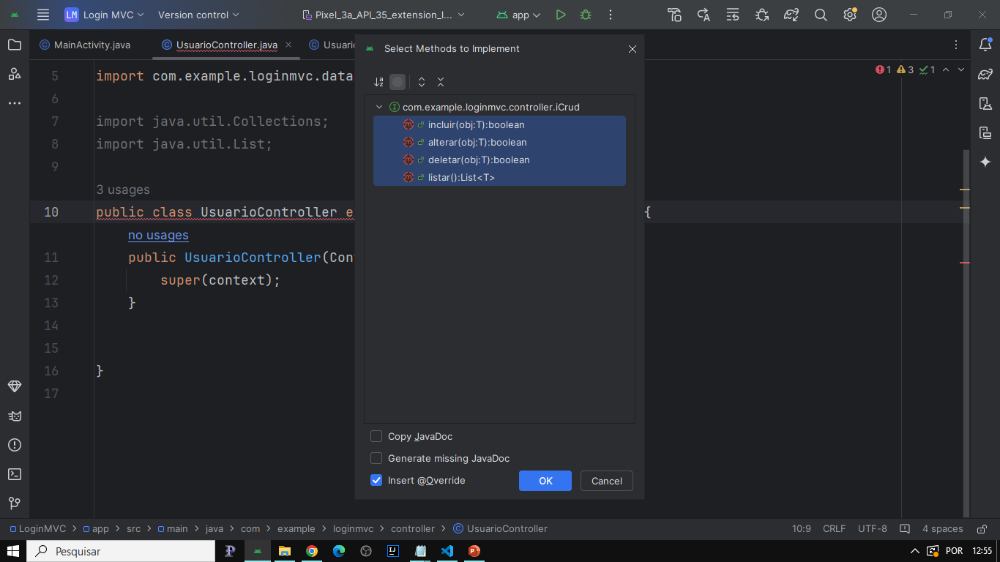 LM Login MVC Version control Pixel_3a_API_35_extension_l... app
MainActivity.java UsuarioController.java Usuari
Select Methods to Implement
1 3 1
5 import com.example.loginmvc.data
6
7 import java.util.Collections;
8 import java.util.List;
9
3 usages
10 public class UsuarioController e {
no usages
11 public UsuarioController(Con
12 super(context);
13 }
14
15
16 }
17
com.example.loginmvc.controller.iCrud
incluir(obj:T):boolean
alterar(obj:T):boolean
deletar(obj:T):boolean
listar():List<T>
Copy JavaDoc
Generate missing JavaDoc
Insert @Override
OK Cancel
LoginMVC > app > src > main > java > com > example > loginmvc > controller > UsuarioController 10:9 CRLF UTF-8 4 spaces
Pesquisar POR 12:55